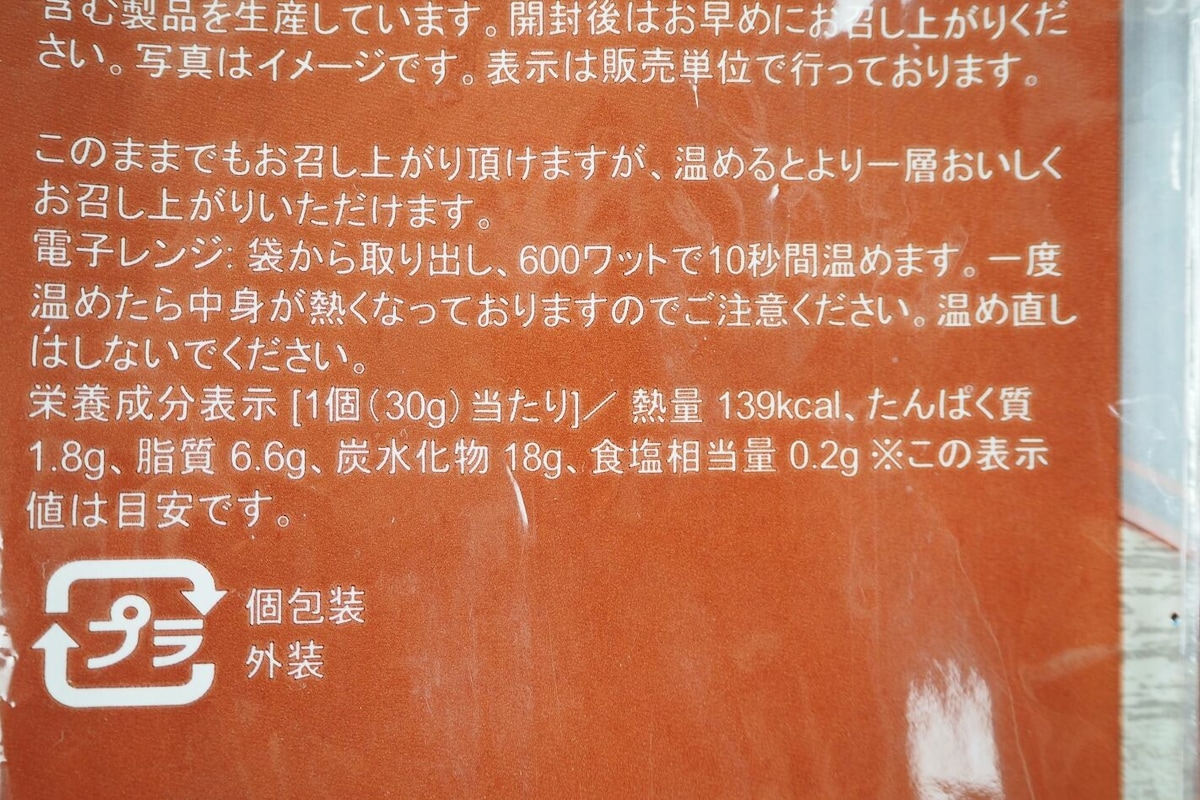 含む製品を生産しています。開封後はお早めにお召し上がりくだ
さい。写真はイメージです。表示は販売単位で行っております。
このままでもお召し上がり頂けますが、温めるとより一層おいしく
お召し上がりいただけます。
電子レンジ: 袋から取り出し、600ワットで10秒間温めます。一度
温めたら中身が熱くなっておりますのでご注意ください。温め直し
はしないでください。
栄養成分表示 [1個(30g)当たり]／ 熱量 139kcal、たんぱく質
1.8g、脂質 6.6g、炭水化物 18g、食塩相当量 0.2g ※この表示
値は目安です。
プラ
個包装
外装